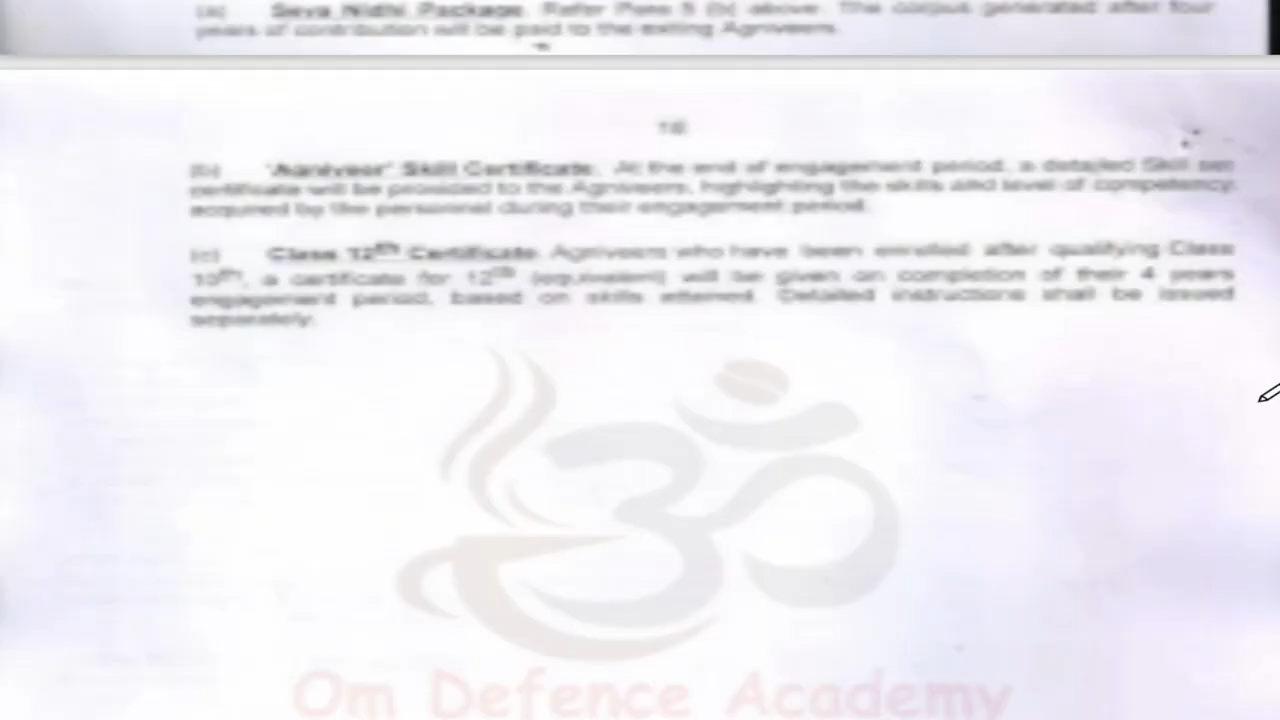 (a) Seva Nidhi Package. Refer Para 5 (b) above. The corpus generated after four
years of contribution will be paid to the exiting Agniveers.
(b) 'Agniveer' Skill Certificate. At the end of engagement period, a detailed Skill set
certificate will be provided to the Agniveers, highlighting the skills and level of competency
acquired by the personnel during their engagement period.
(c) Class 12th Certificate. Agniveers who have been enrolled after qualifying Class
10th, a certificate for 12th (equivalent) will be given on completion of their 4 years
engagement period, based on skills attained. Detailed instructions shall be issued
separately.
Om Defence Academy